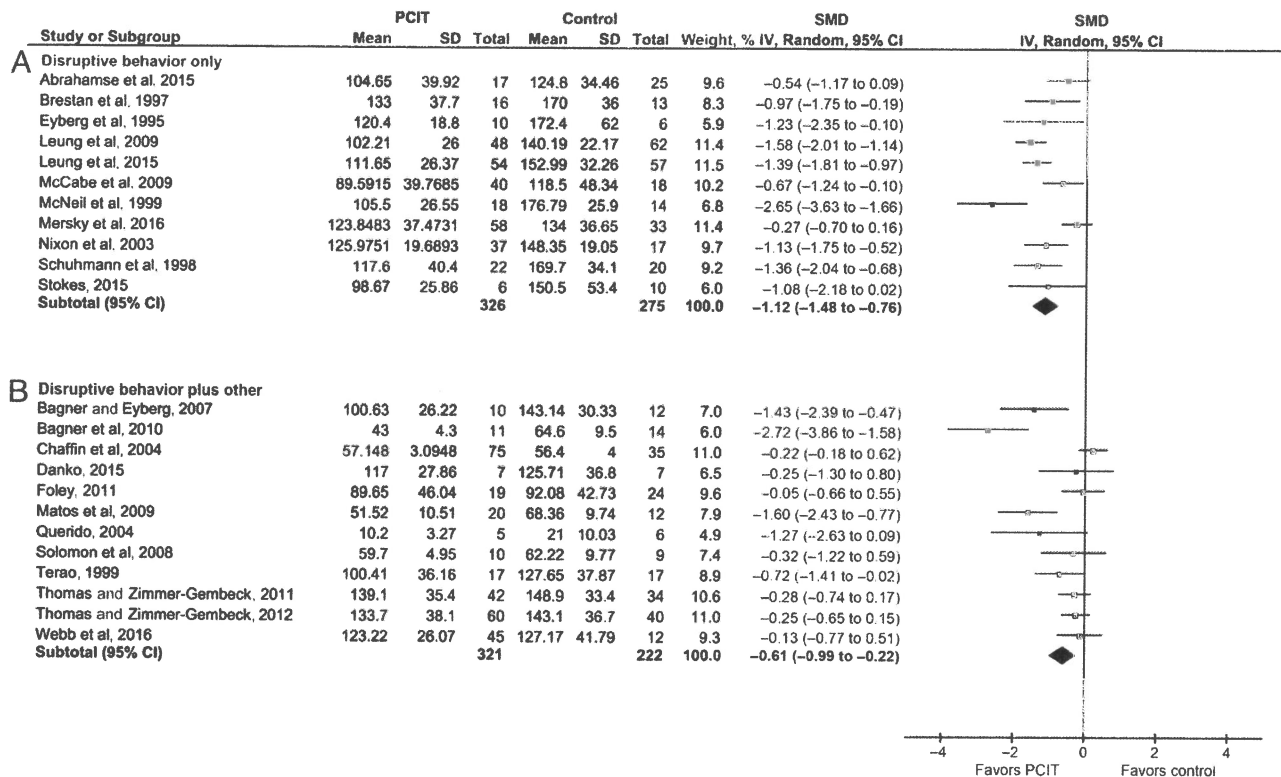 PCIT Control SMD SMD
Study or Subgroup Mean SD Total Mean SD Total Weight, % IV, Random, 95% CI IV, Random, 95% CI
A Disruptive behavior only
Abrahamse et al. 2015 104.65 39.92 17 124.8 34.46 25 9.6 −0.54 (−1.17 to 0.09)
Brestan et al, 1997 133 37.7 16 170 36 13 8.3 −0.97 (−1.75 to −0.19)
Eyberg et al, 1995 120.4 18.8 10 172.4 62 6 5.9 −1.23 (−2.35 to −0.10)
Leung et al, 2009 102.21 26 48 140.19 22.17 62 11.4 −1.58 (−2.01 to −1.14)
Leung et al, 2015 111.65 26.37 54 152.99 32.26 57 11.5 −1.39 (−1.81 to −0.97)
McCabe et al. 2009 89.5915 39.7685 40 118.5 48.34 18 10.2 −0.67 (−1.24 to −0.10)
McNeil et al. 1999 105.5 26.55 18 176.79 25.9 14 6.8 −2.65 (−3.63 to −1.66)
Mersky et al. 2016 123.8483 37.4731 58 134 36.65 33 11.4 −0.27 (−0.70 to 0.16)
Nixon et al. 2003 125.9751 19.6893 37 148.35 19.05 17 9.7 −1.13 (−1.75 to −0.52)
Schuhmann et al, 1998 117.6 40.4 22 169.7 34.1 20 9.2 −1.36 (−2.04 to −0.68)
Stokes, 2015 98.67 25.86 6 150.5 53.4 10 6.0 −1.08 (−2.18 to 0.02)
Subtotal (95% CI) 326 275 100.0 −1.12 (−1.48 to −0.76)
B Disruptive behavior plus other
Bagner and Eyberg, 2007 100.63 26.22 10 143.14 30.33 12 7.0 −1.43 (−2.39 to −0.47)
Bagner et al, 2010 43 4.3 11 64.6 9.5 14 6.0 −2.72 (−3.86 to −1.58)
Chaffin et al, 2004 57.148 3.0948 75 56.4 4 35 11.0 −0.22 (−0.18 to 0.62)
Danko, 2015 117 27.86 7 125.71 36.8 7 6.5 −0.25 (−1.30 to 0.80)
Foley, 2011 89.65 46.04 19 92.08 42.73 24 9.6 −0.05 (−0.66 to 0.55)
Matos et al, 2009 51.52 10.51 20 68.36 9.74 12 7.9 −1.60 (−2.43 to −0.77)
Querido, 2004 10.2 3.27 5 21 10.03 6 4.9 −1.27 (−2.63 to 0.09)
Solomon et al, 2008 59.7 4.95 10 62.22 9.77 9 7.4 −0.32 (−1.22 to 0.59)
Terao, 1999 100.41 36.16 17 127.65 37.87 17 8.9 −0.72 (−1.41 to −0.02)
Thomas and Zimmer-Gembeck, 2011 139.1 35.4 42 148.9 33.4 34 10.6 −0.28 (−0.74 to 0.17)
Thomas and Zimmer-Gembeck, 2012 133.7 38.1 60 143.1 36.7 40 11.0 −0.25 (−0.65 to 0.15)
Webb et al, 2016 123.22 26.07 45 127.17 41.79 12 9.3 −0.13 (−0.77 to 0.51)
Subtotal (95% CI) 321 222 100.0 −0.61 (−0.99 to −0.22)
−4 −2 0 2 4
Favors PCIT Favors control